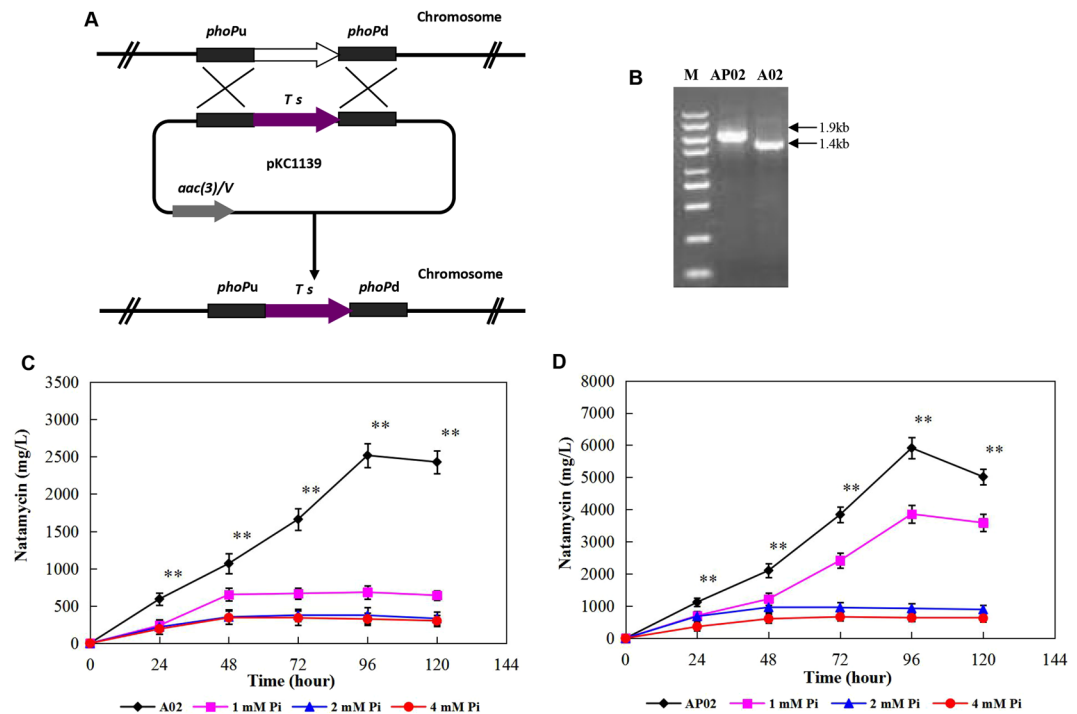 A
Chromosome
phoPu
phoPd
T s
pKC1139
aac(3)/V
Chromosome
phoPu
T s
phoPd
B
M AP02 A02
1.9kb
1.4kb
C
Natamycin (mg/L)
3500
3000
2500
2000
1500
1000
500
0
** ** ** ** **
0 24 48 72 96 120 144
Time (hour)
A02 1 mM Pi 2 mM Pi 4 mM Pi
D
Natamycin (mg/L)
8000
7000
6000
5000
4000
3000
2000
1000
0
** ** ** ** **
0 24 48 72 96 120 144
Time (hour)
AP02 1 mM Pi 2 mM Pi 4 mM Pi